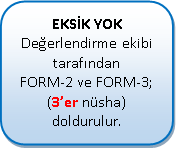 EKSİK YOK
Değerlendirme ekibi
tarafından
FORM-2 ve FORM-3;
(3’er nüsha)
doldurulur.